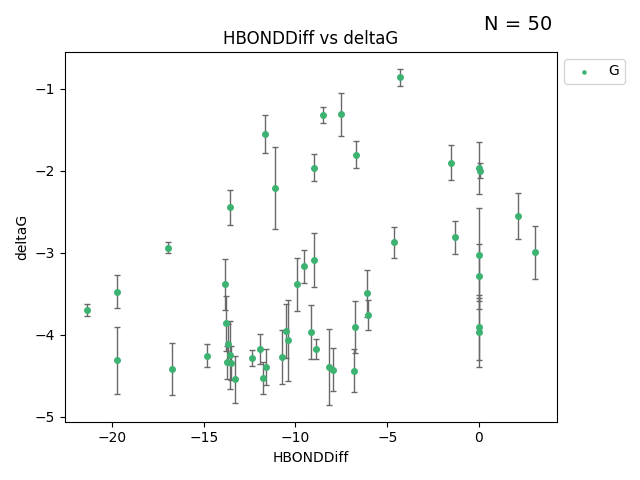 N = 50
HBONDDiff vs deltaG
G
−1
−2
−3
−4
−5
deltaG
−20 −15 −10 −5 0
HBONDDiff